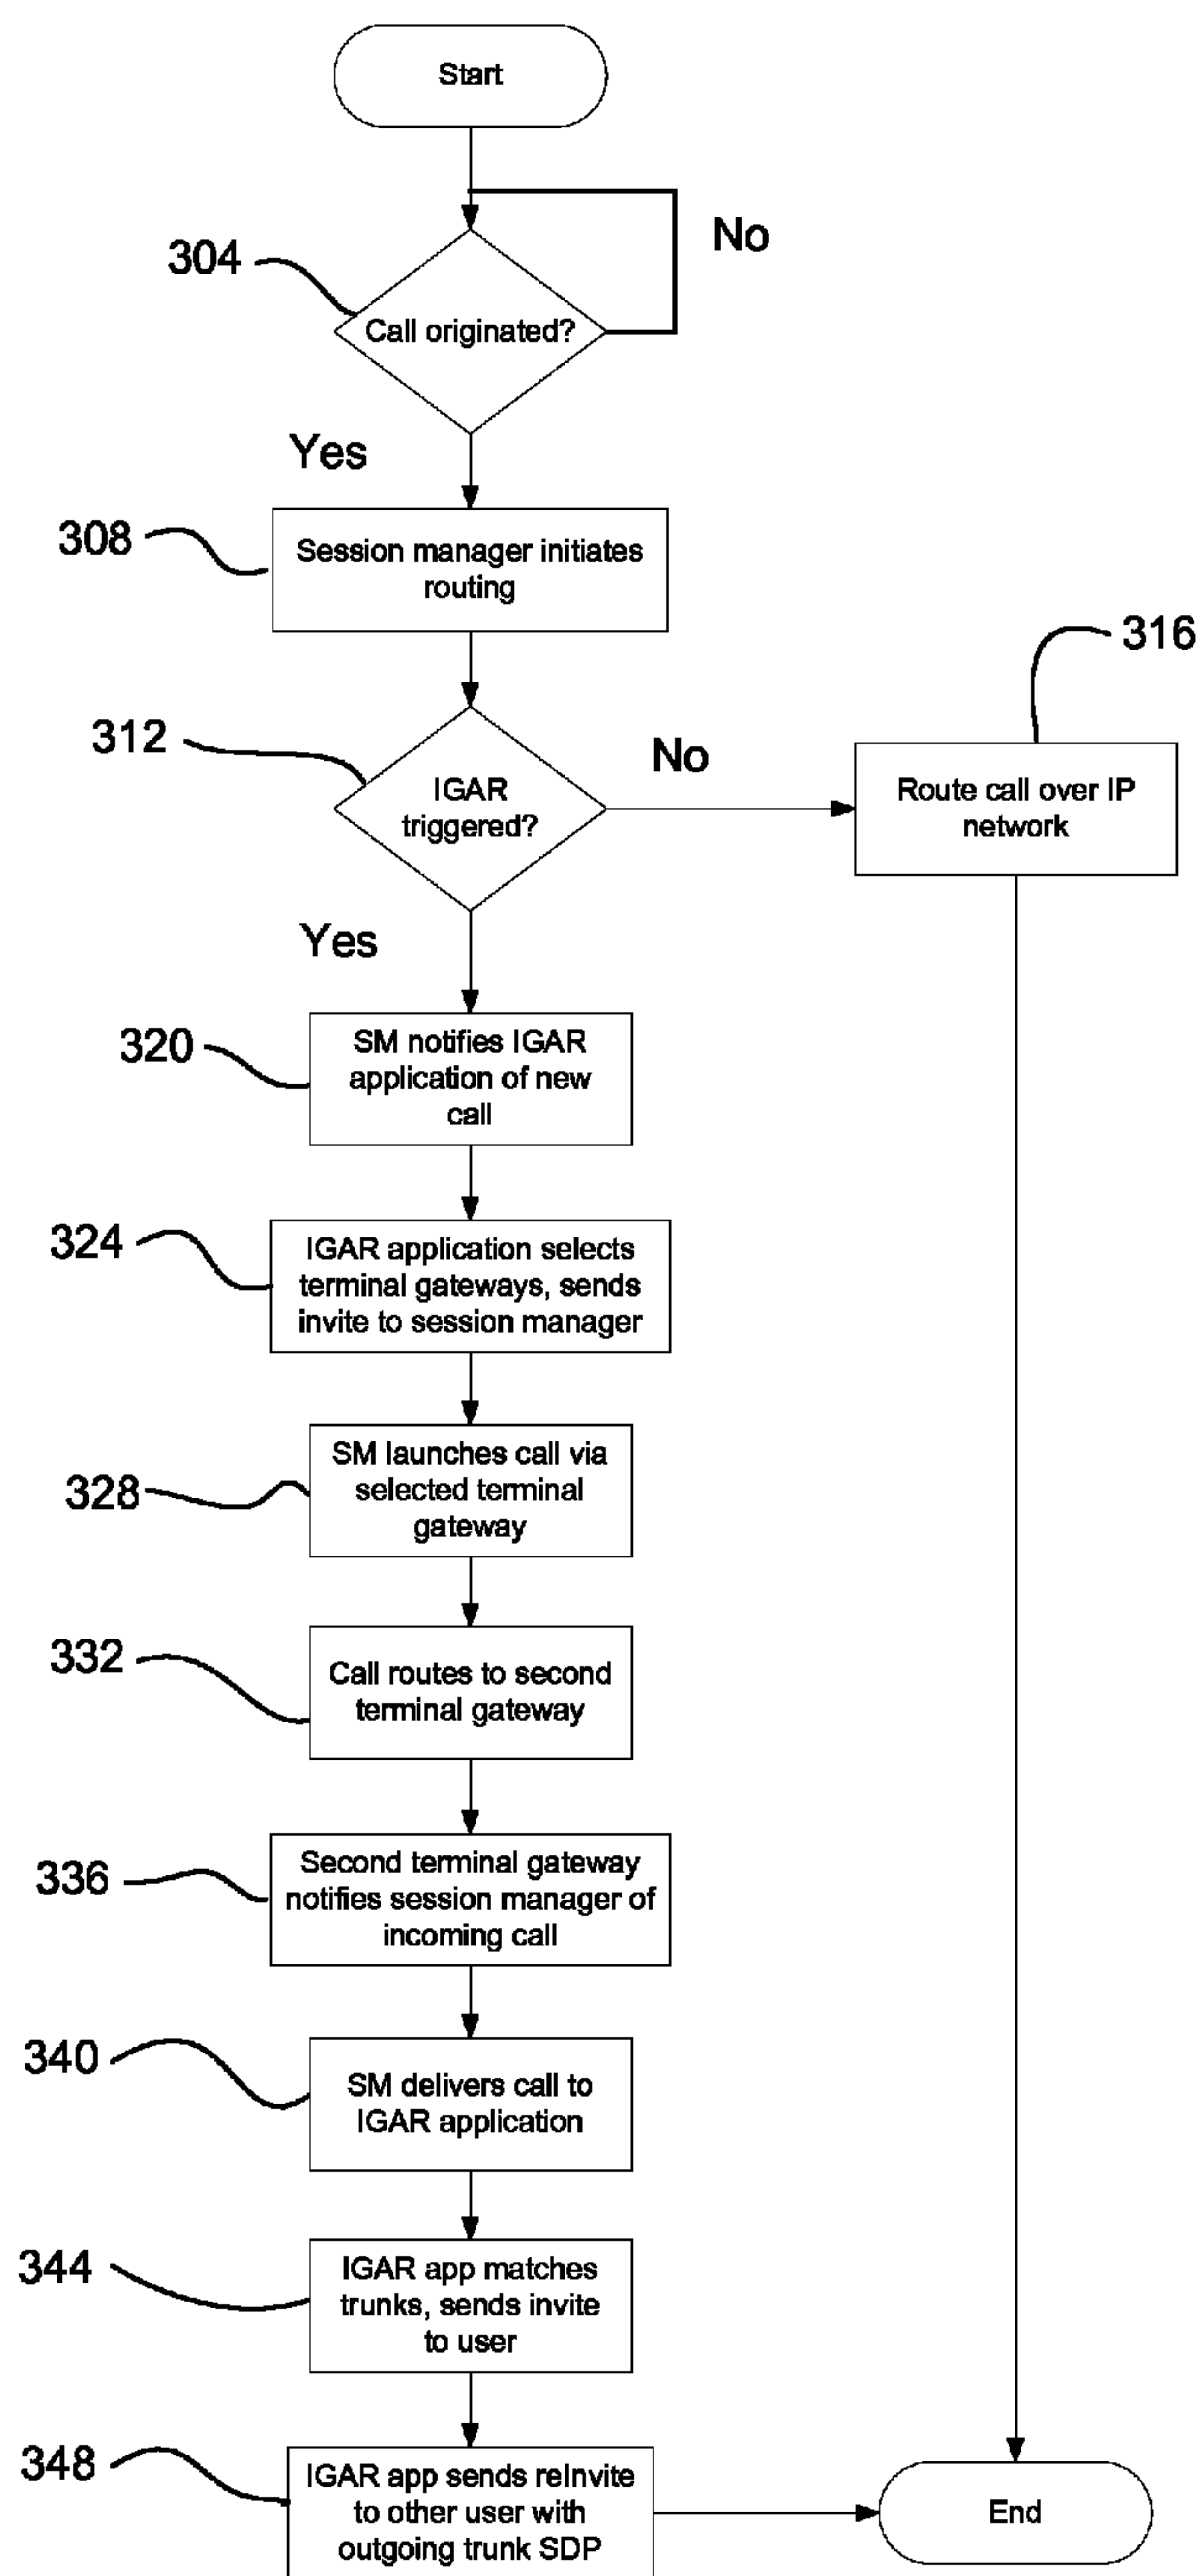 Start
No
304
Call originated?
Yes
308
Session manager initiates
routing
316
312
No
IGAR
triggered?
Route call over IP
network
Yes
320
SM notifies IGAR
application of new
call
324
IGAR application selects
terminal gateways, sends
invite to session manager
328
SM launches call via
selected terminal
gateway
332
Call routes to second
terminal gateway
336
Second terminal gateway
notifies session manager of
incoming call
340
SM delivers call to
IGAR application
344
IGAR app matches
trunks, sends invite
to user
348
IGAR app sends reInvite
to other user with
outgoing trunk SDP
End